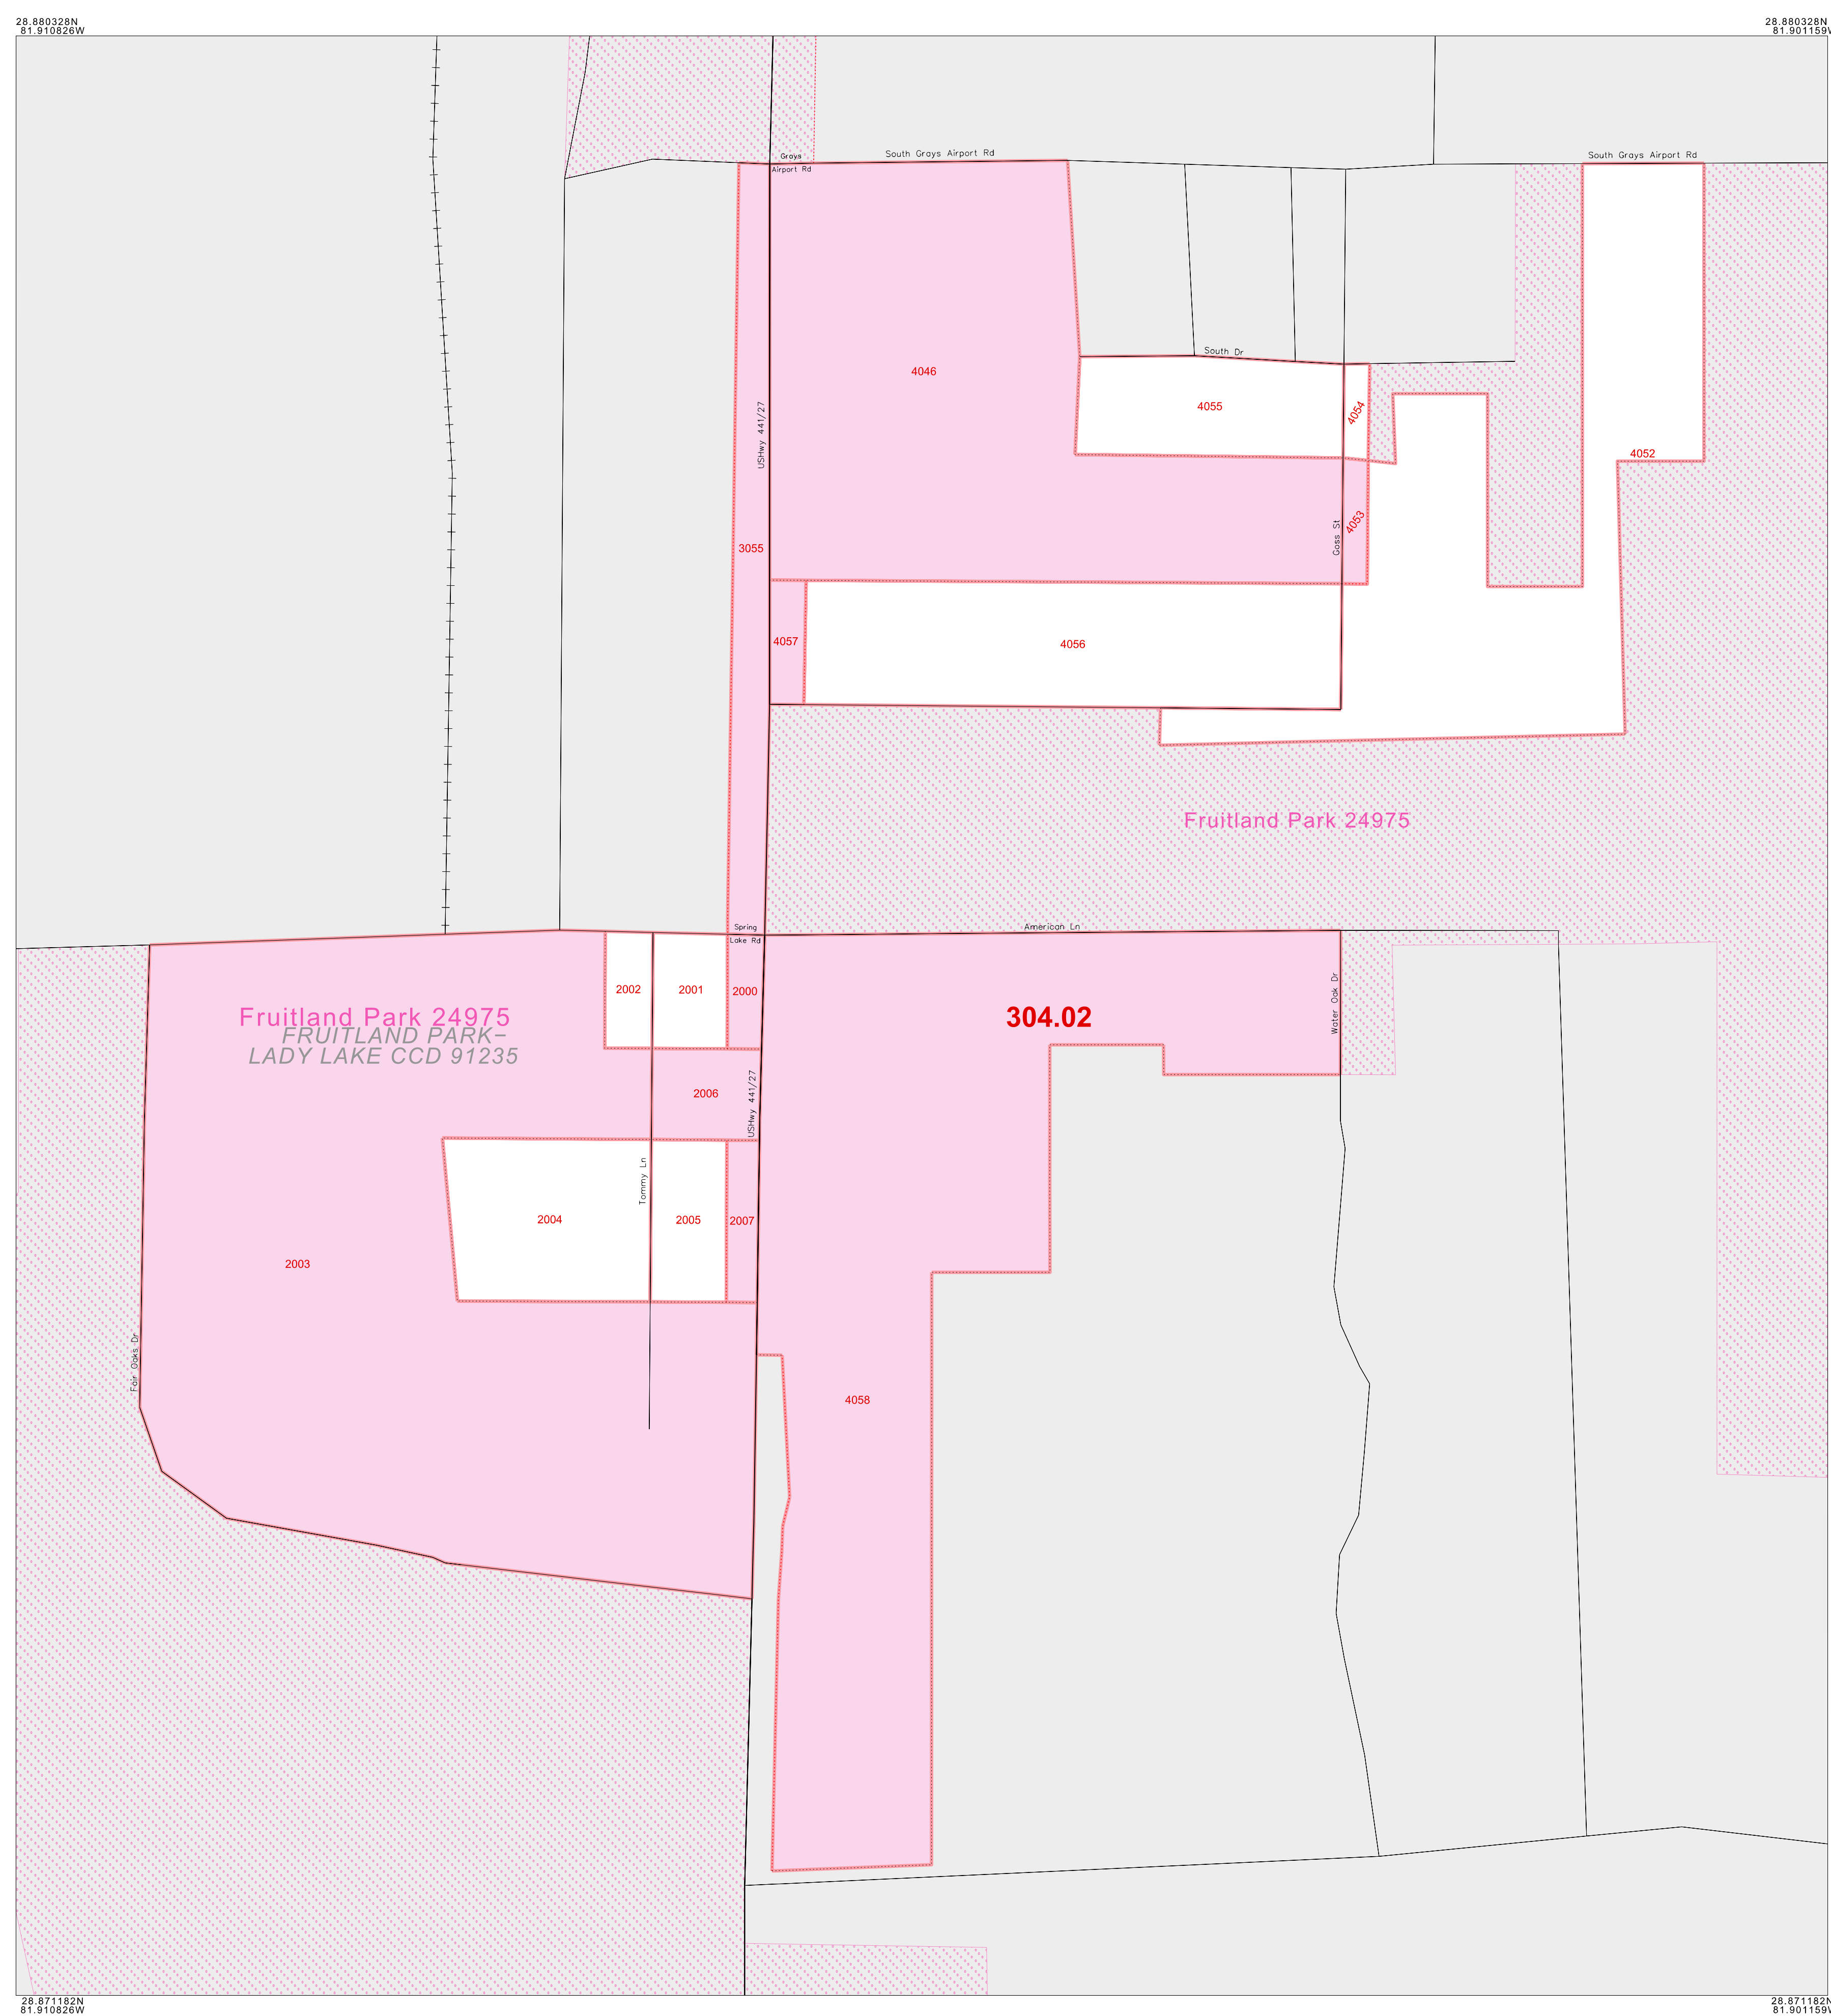 28.880328N
81.910826W
28.880328N
81.901159W
Grays
Airport Rd
South Grays Airport Rd
South Grays Airport Rd
South Dr
4046
4055
4054
4052
USHwy 441/27
4053
Goss St
3055
4057
4056
Fruitland Park 24975
Spring
Lake Rd
American Ln
2002
2001
2000
Water Oak Dr
Fruitland Park 24975
FRUITLAND PARK-
LADY LAKE CCD 91235
304.02
2006
USHwy 441/27
Tommy Ln
2004
2005
2007
2003
Fair Oaks Dr
4058
28.871182N
81.910826W
28.871182N
81.901159W